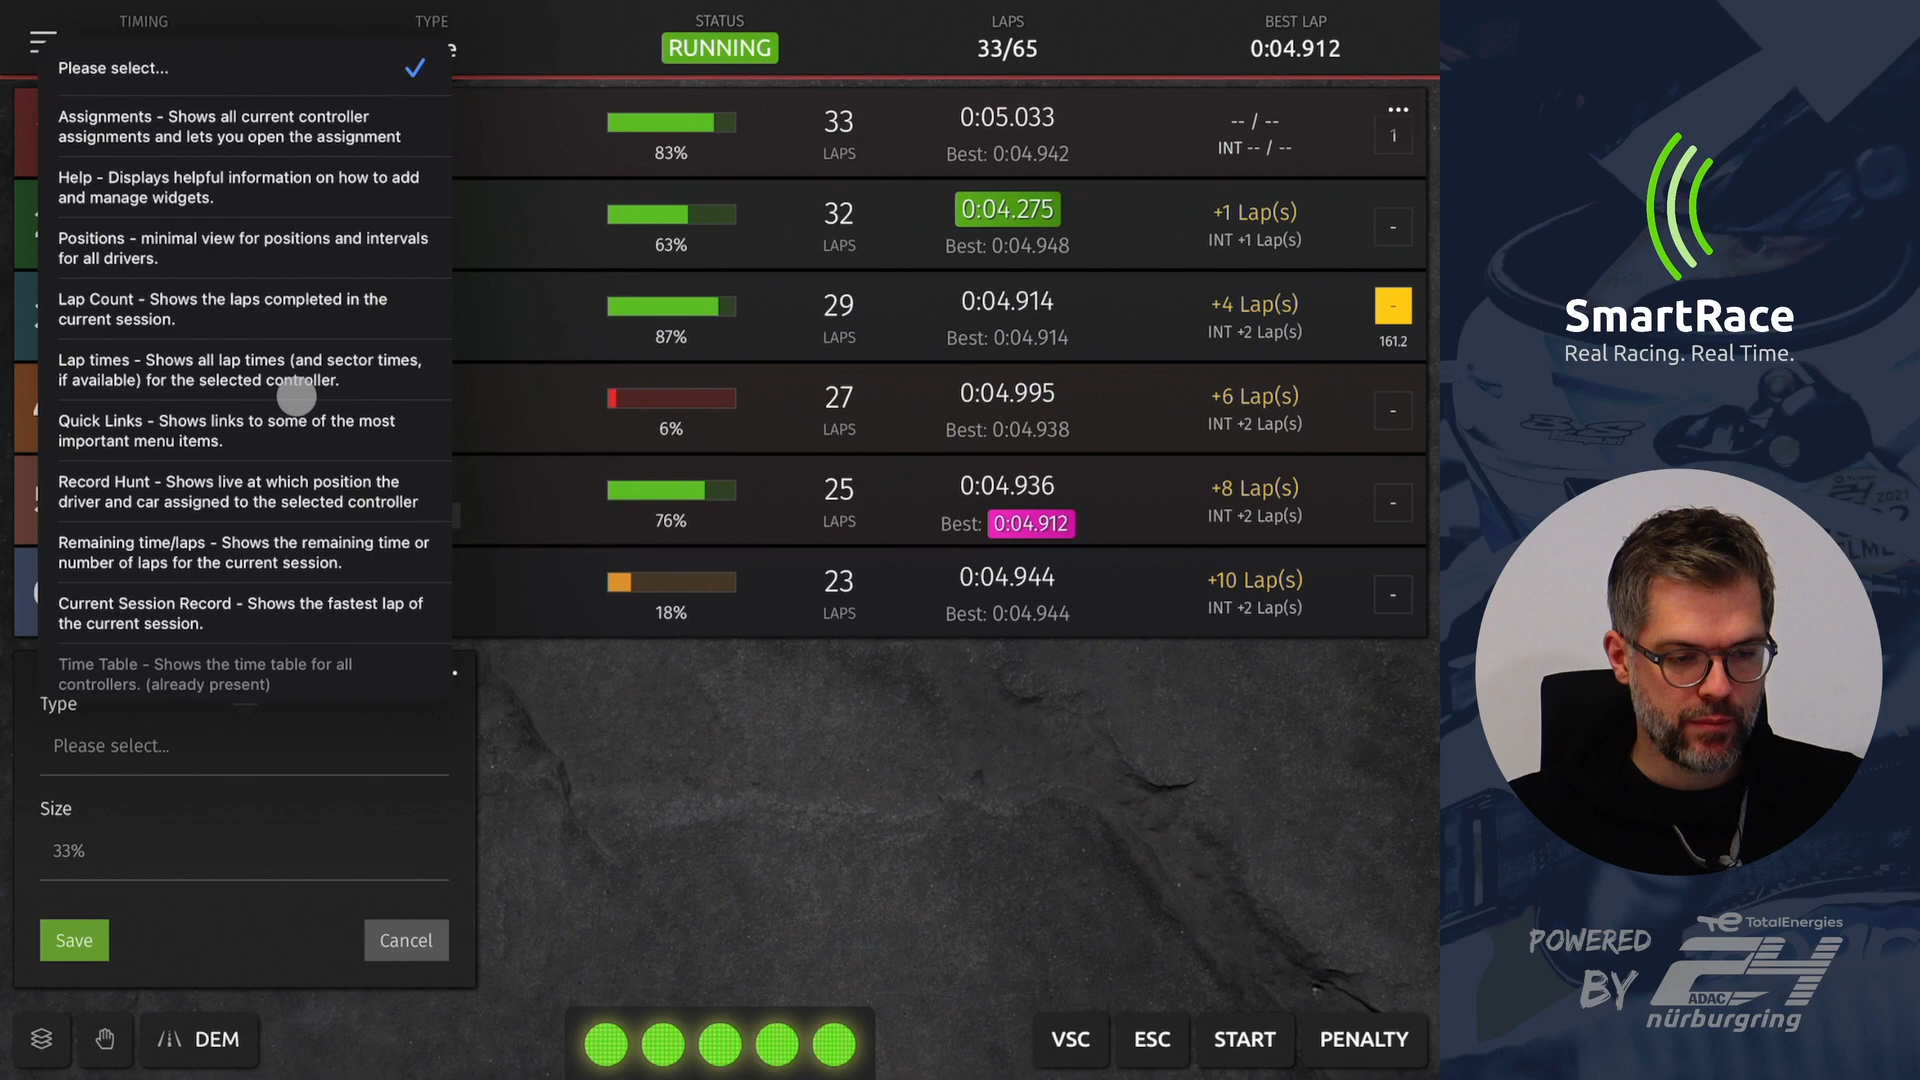 TIMING
TYPE
STATUS
LAPS
BEST LAP
e
RUNNING
33/65
0:04.912
Please select...
Assignments - Shows all current controller
assignments and lets you open the assignment
Help - Displays helpful information on how to add
and manage widgets.
Positions - minimal view for positions and intervals
for all drivers.
Lap Count - Shows the laps completed in the
current session.
Lap times - Shows all lap times (and sector times,
if available) for the selected controller.
Quick Links - Shows links to some of the most
important menu items.
Record Hunt - Shows live at which position the
driver and car assigned to the selected controller
Remaining time/laps - Shows the remaining time or
number of laps for the current session.
Current Session Record - Shows the fastest lap of
the current session.
Time Table - Shows the time table for all
controllers. (already present)
83%
33
LAPS
0:05.033
Best: 0:04.942
-- / --
INT -- / --
1
63%
32
LAPS
0:04.275
Best: 0:04.948
+1 Lap(s)
INT +1 Lap(s)
-
87%
29
LAPS
0:04.914
Best: 0:04.914
+4 Lap(s)
INT +2 Lap(s)
-
161.2
6%
27
LAPS
0:04.995
Best: 0:04.938
+6 Lap(s)
INT +2 Lap(s)
-
76%
25
LAPS
0:04.936
Best: 0:04.912
+8 Lap(s)
INT +2 Lap(s)
-
18%
23
LAPS
0:04.944
Best: 0:04.944
+10 Lap(s)
INT +2 Lap(s)
-
Type
Please select...
Size
33%
Save
Cancel
DEM
VSC
ESC
START
PENALTY
SmartRace
Real Racing. Real Time.
2021
POWERED
BY
TotalEnergies
24
ADAC
nürburgring